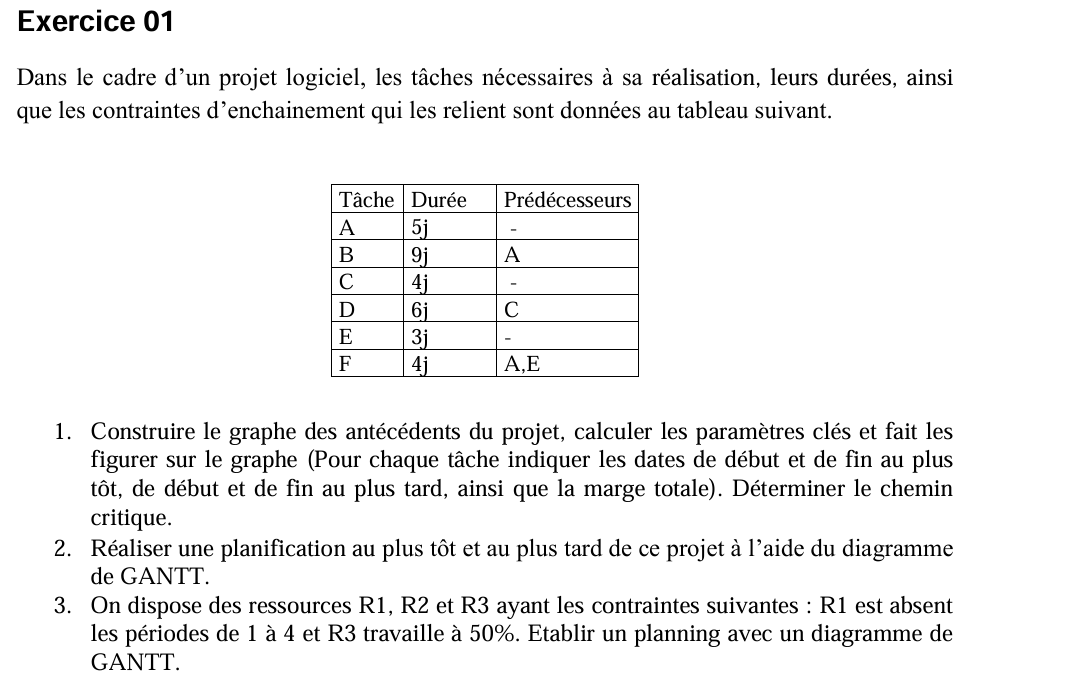 Exercice 01
Dans le cadre d'un projet logiciel, les tâches nécessaires à sa réalisation, leurs durées, ainsi
que les contraintes d'enchainement qui les relient sont données au tableau suivant.
Tâche Durée Prédécesseurs
A 5j -
B 9j A
C 4j -
D 6j C
E 3j -
F 4j A,E
1. Construire le graphe des antécédents du projet, calculer les paramètres clés et fait les
figurer sur le graphe (Pour chaque tâche indiquer les dates de début et de fin au plus
tôt, de début et de fin au plus tard, ainsi que la marge totale). Déterminer le chemin
critique.
2. Réaliser une planification au plus tôt et au plus tard de ce projet à l'aide du diagramme
de GANTT.
3. On dispose des ressources R1, R2 et R3 ayant les contraintes suivantes : R1 est absent
les périodes de 1 à 4 et R3 travaille à 50%. Etablir un planning avec un diagramme de
GANTT.